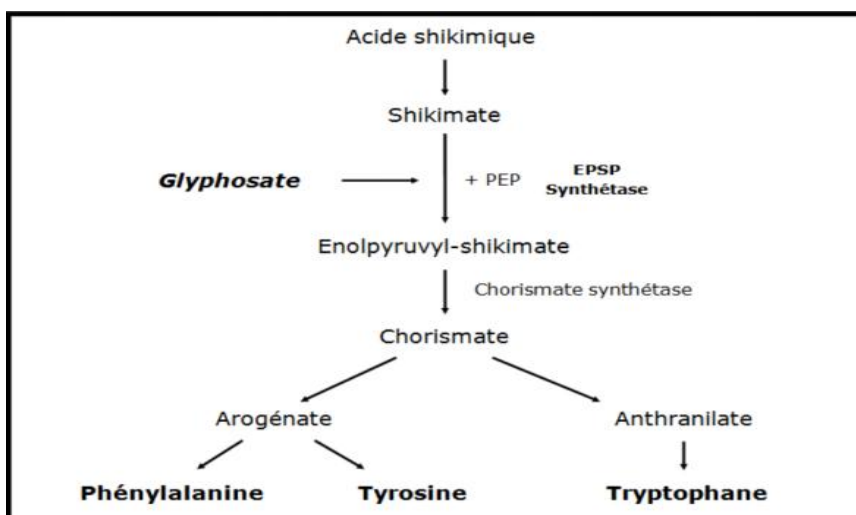 Acide shikimique
Shikimate
Glyphosate
+ PEP
EPSP
Synthétase
Enolpyruvyl-shikimate
Chorismate synthétase
Chorismate
Arogénate
Anthranilate
Phénylalanine
Tyrosine
Tryptophane